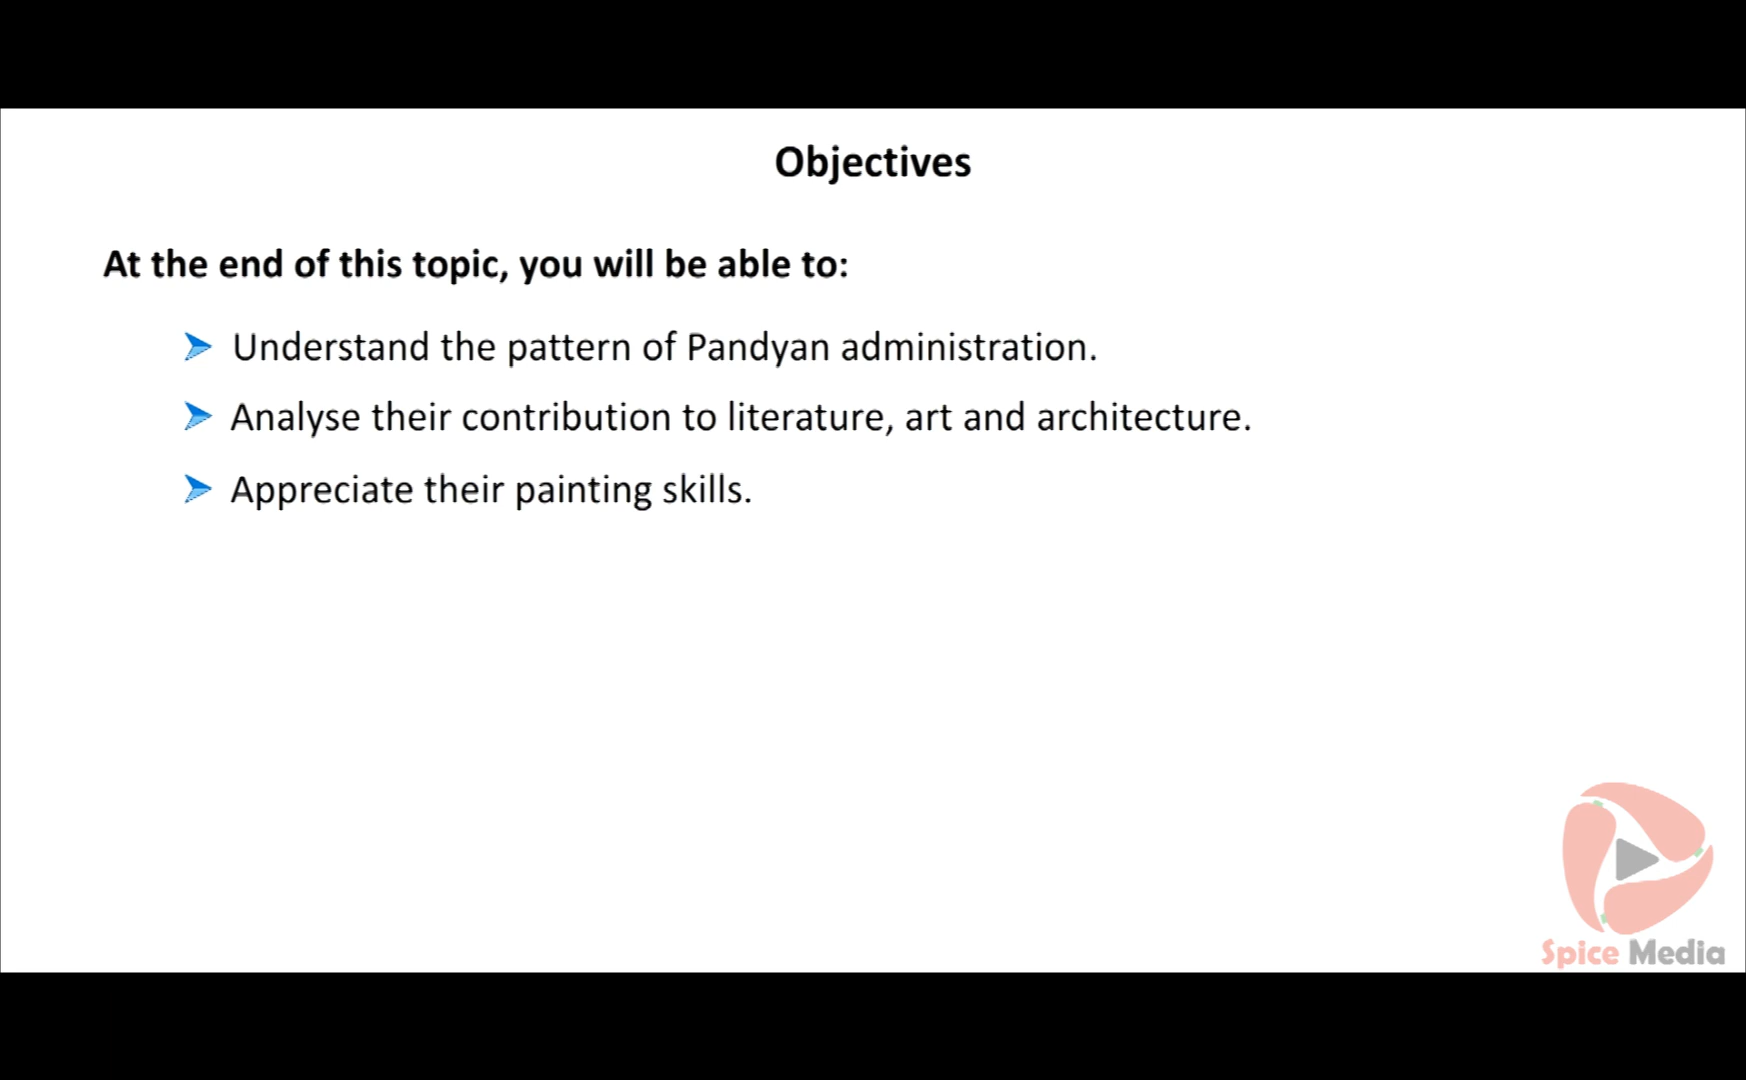 Objectives
At the end of this topic, you will be able to:
Understand the pattern of Pandyan administration.
Analyse their contribution to literature, art and architecture.
Appreciate their painting skills.
Spice Media